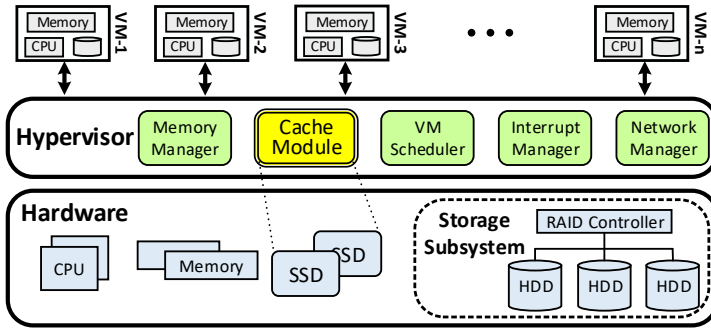 Memory
CPU
VM-1
Memory
CPU
VM-2
Memory
CPU
VM-3
Memory
CPU
VM-n
Hypervisor
Memory
Manager
Cache
Module
VM
Scheduler
Interrupt
Manager
Network
Manager
Hardware
CPU
Memory
SSD
SSD
Storage
Subsystem
RAID Controller
HDD
HDD
HDD